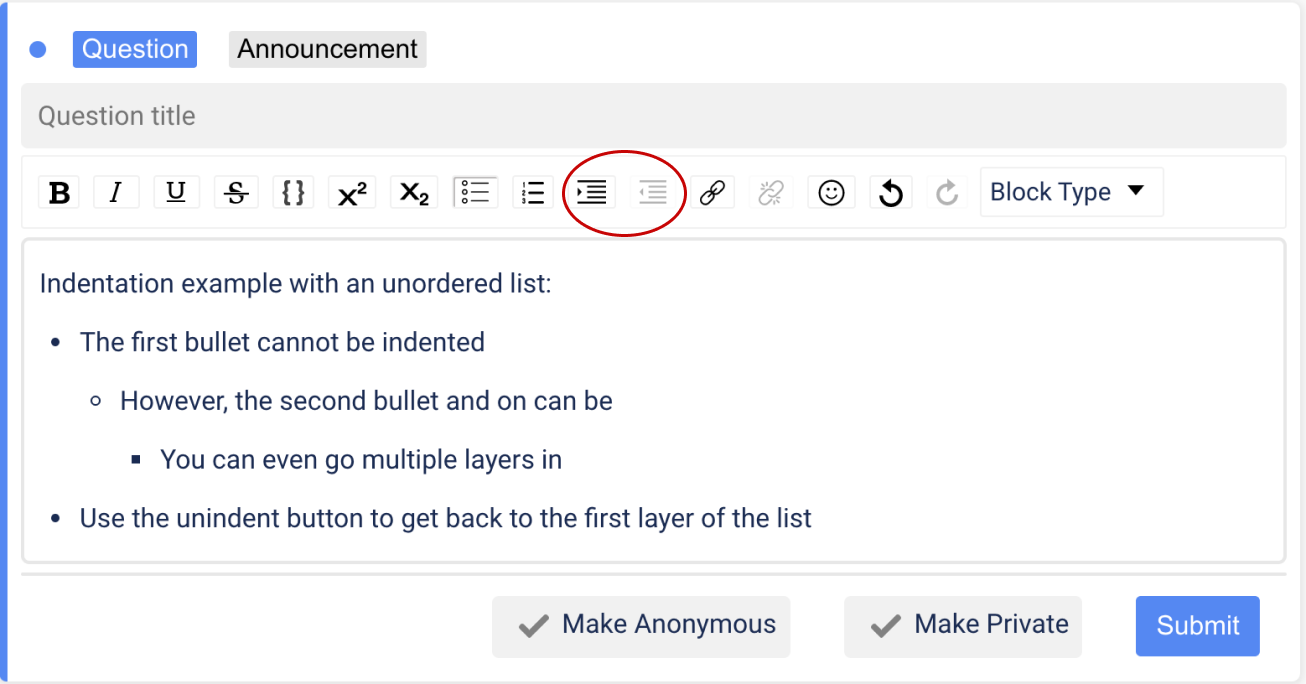 Question Announcement
Question title
B I U S {} X² X₂ Block Type
Indentation example with an unordered list:
• The first bullet cannot be indented
○ However, the second bullet and on can be
▪ You can even go multiple layers in
• Use the unindent button to get back to the first layer of the list
Make Anonymous Make Private Submit